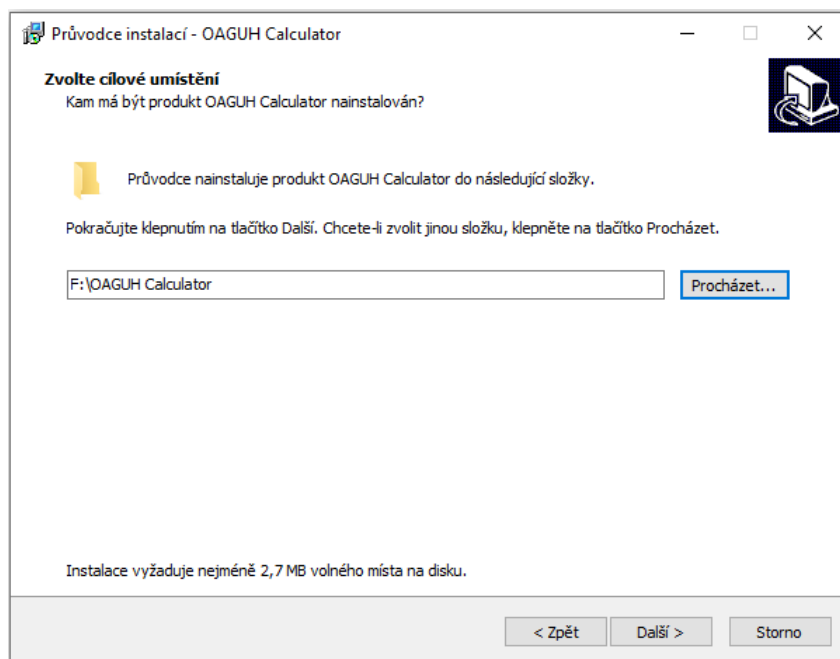 Průvodce instalací - OAGUH Calculator
Zvolte cílové umístění
Kam má být produkt OAGUH Calculator nainstalován?
Průvodce nainstaluje produkt OAGUH Calculator do následující složky.
Pokračujte klepnutím na tlačítko Další. Chcete-li zvolit jinou složku, klepněte na tlačítko Procházet.
F:\OAGUH Calculator
Procházet...
Instalace vyžaduje nejméně 2,7 MB volného místa na disku.
< Zpět
Další >
Storno